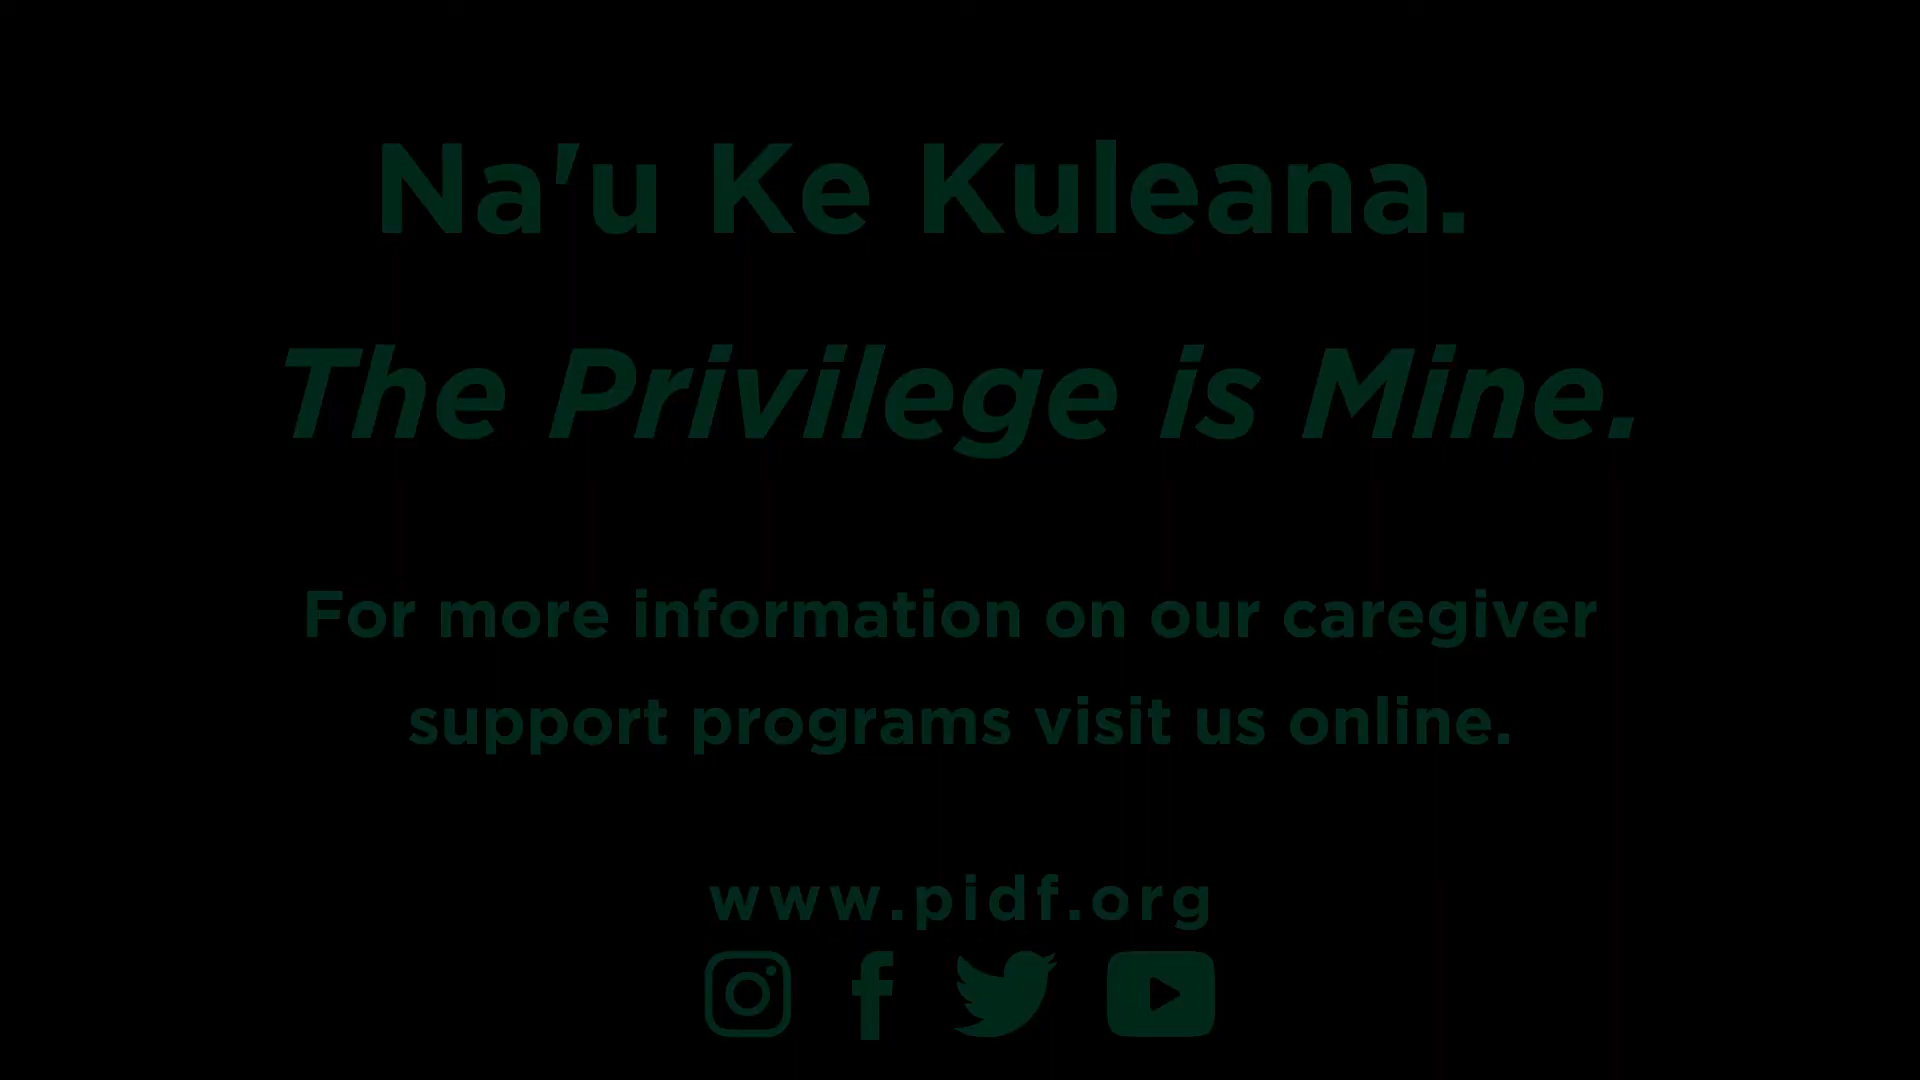 Na'u Ke Kuleana.
The Privilege is Mine.
For more information on our caregiver
support programs visit us online.
www.pidf.org